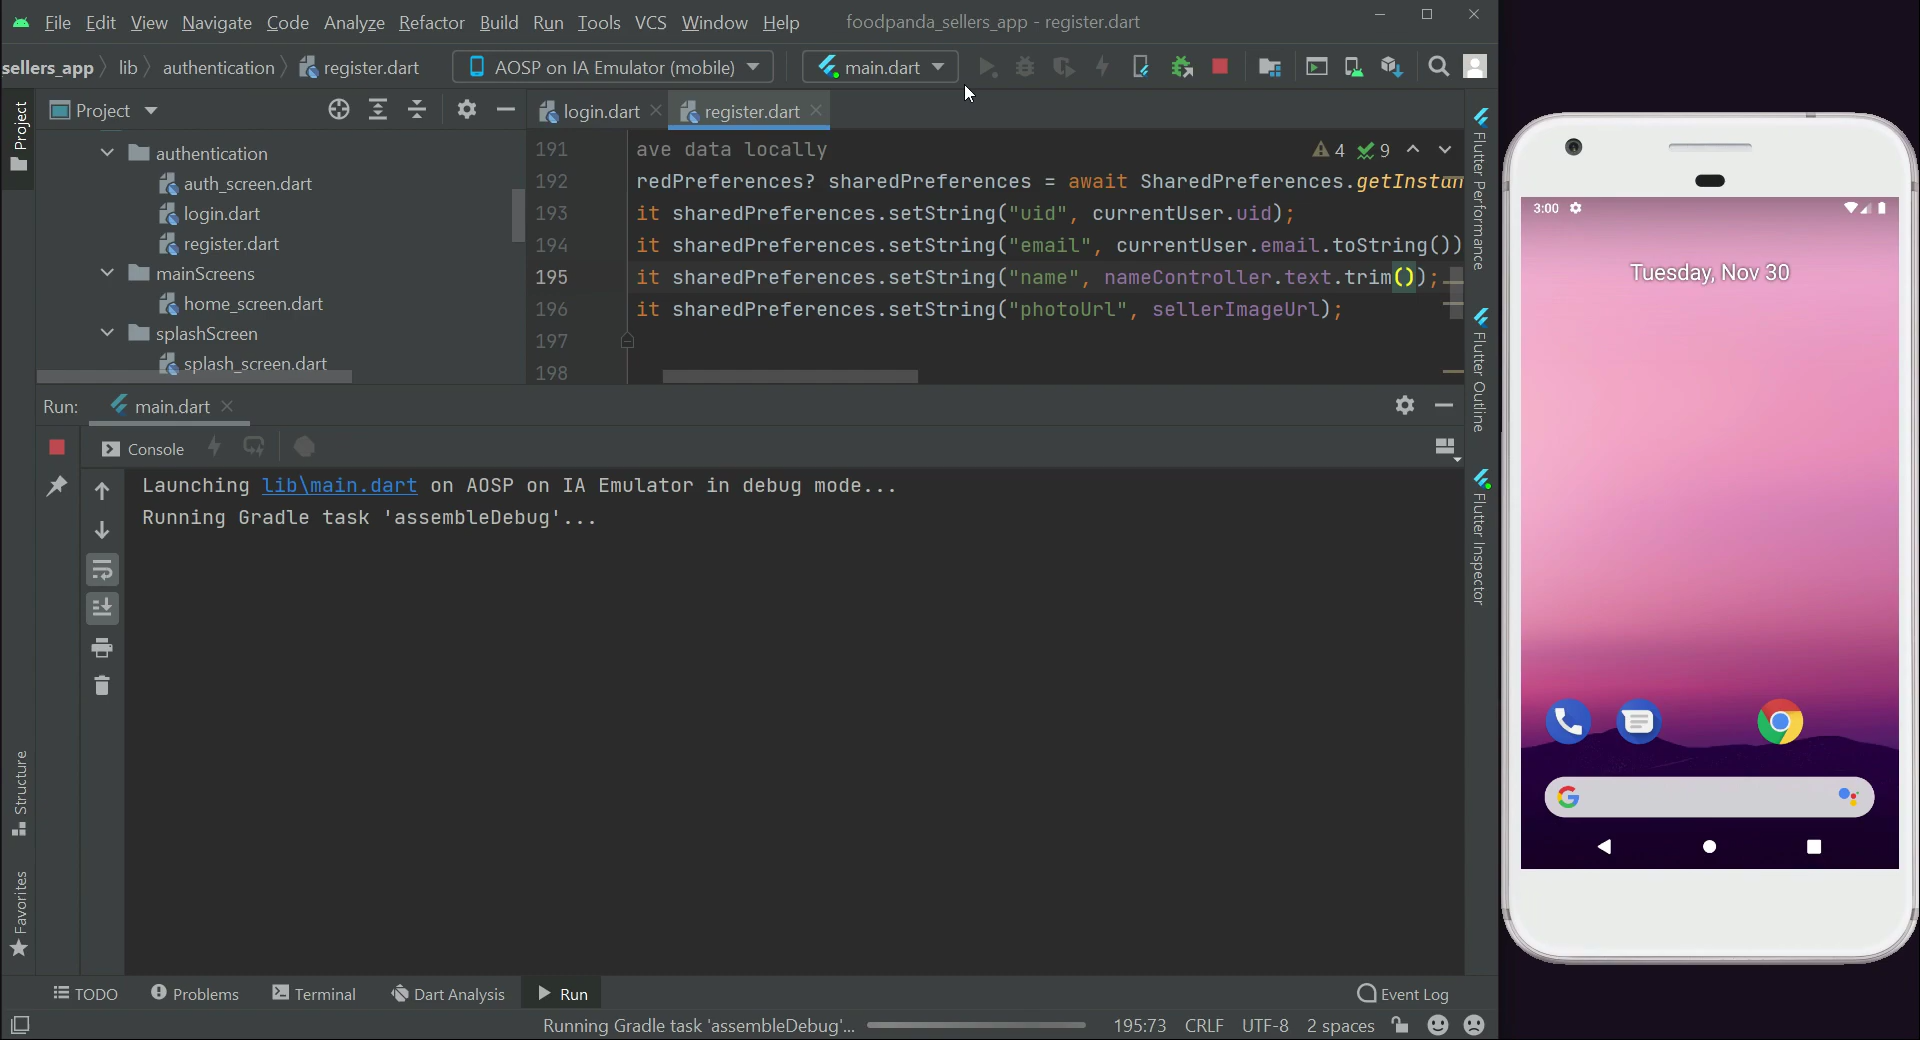 File Edit View Navigate Code Analyze Refactor Build Run Tools VCS Window Help foodpanda_sellers_app - register.dart
sellers_app lib authentication register.dart AOSP on IA Emulator (mobile) main.dart
Project
Project
login.dart register.dart
authentication
auth_screen.dart
login.dart
register.dart
mainScreens
home_screen.dart
splashScreen
splash_screen.dart
4 9
191 ave data locally
192 redPreferences? sharedPreferences = await SharedPreferences.getInstan
193 it sharedPreferences.setString("uid", currentUser.uid);
194 it sharedPreferences.setString("email", currentUser.email.toString())
195 it sharedPreferences.setString("name", nameController.text.trim());
196 it sharedPreferences.setString("photoUrl", sellerImageUrl);
197
198
Flutter Performance
Flutter Outline
Flutter Inspector
Run: main.dart
Console
Launching lib\main.dart on AOSP on IA Emulator in debug mode...
Running Gradle task 'assembleDebug'...
Structure
Favorites
TODO Problems Terminal Dart Analysis Run Event Log
Running Gradle task 'assembleDebug'... 195:73 CRLF UTF-8 2 spaces
3:00
Tuesday, Nov 30